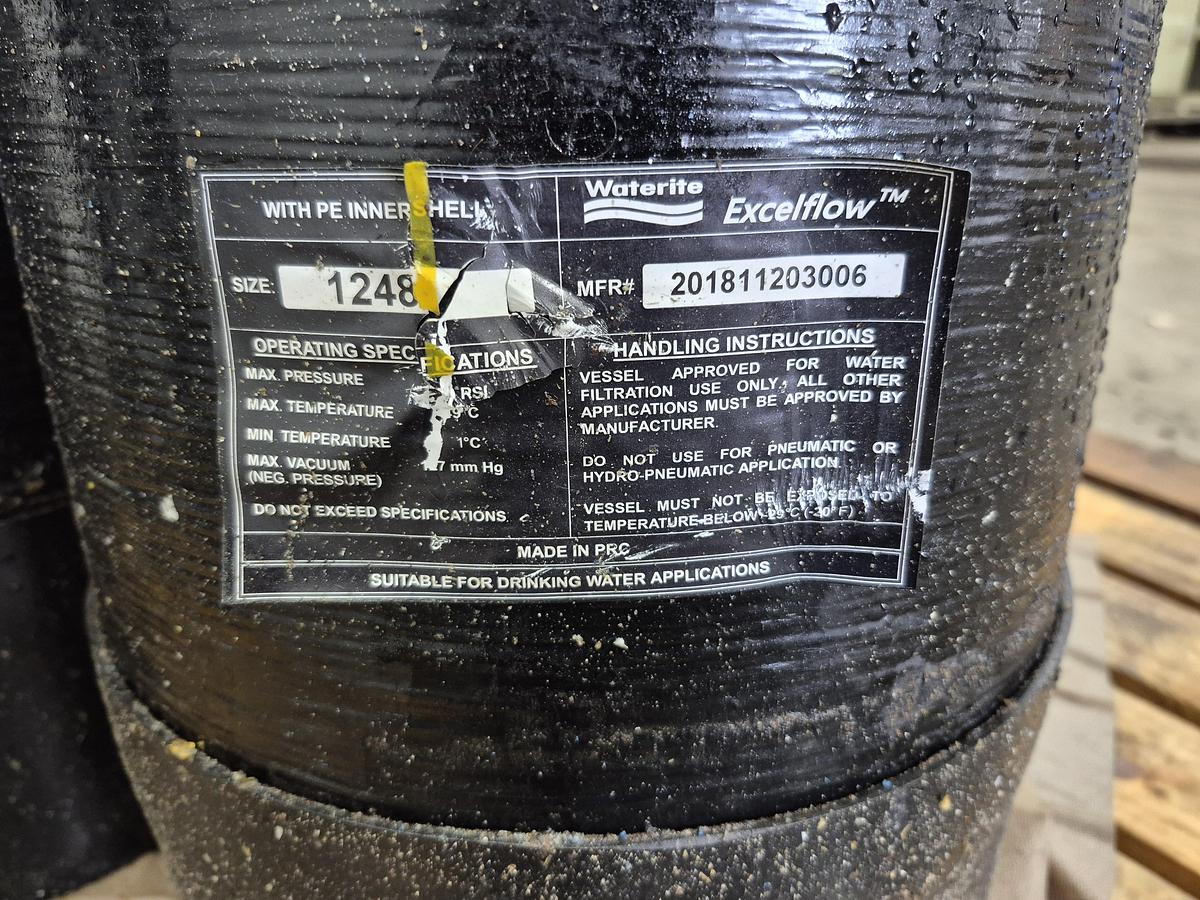 WITH PE INNERSHELL
Waterite
Excelflow™
SIZE: 1248
MFR# 201811203006
OPERATING SPECIFICATIONS
MAX. PRESSURE
MAX. TEMPERATURE
MIN. TEMPERATURE 1°C
MAX. VACUUM mm Hg
(NEG. PRESSURE)
DO NOT EXCEED SPECIFICATIONS
HANDLING INSTRUCTIONS
VESSEL APPROVED FOR WATER
FILTRATION USE ONLY, ALL OTHER
APPLICATIONS MUST BE APPROVED BY
MANUFACTURER.
DO NOT USE FOR PNEUMATIC OR
HYDRO-PNEUMATIC APPLICATION
VESSEL MUST NOT BE EXPOSED TO
TEMPERATURE BELOW -29°C (-20°F)
MADE IN PRC
SUITABLE FOR DRINKING WATER APPLICATIONS